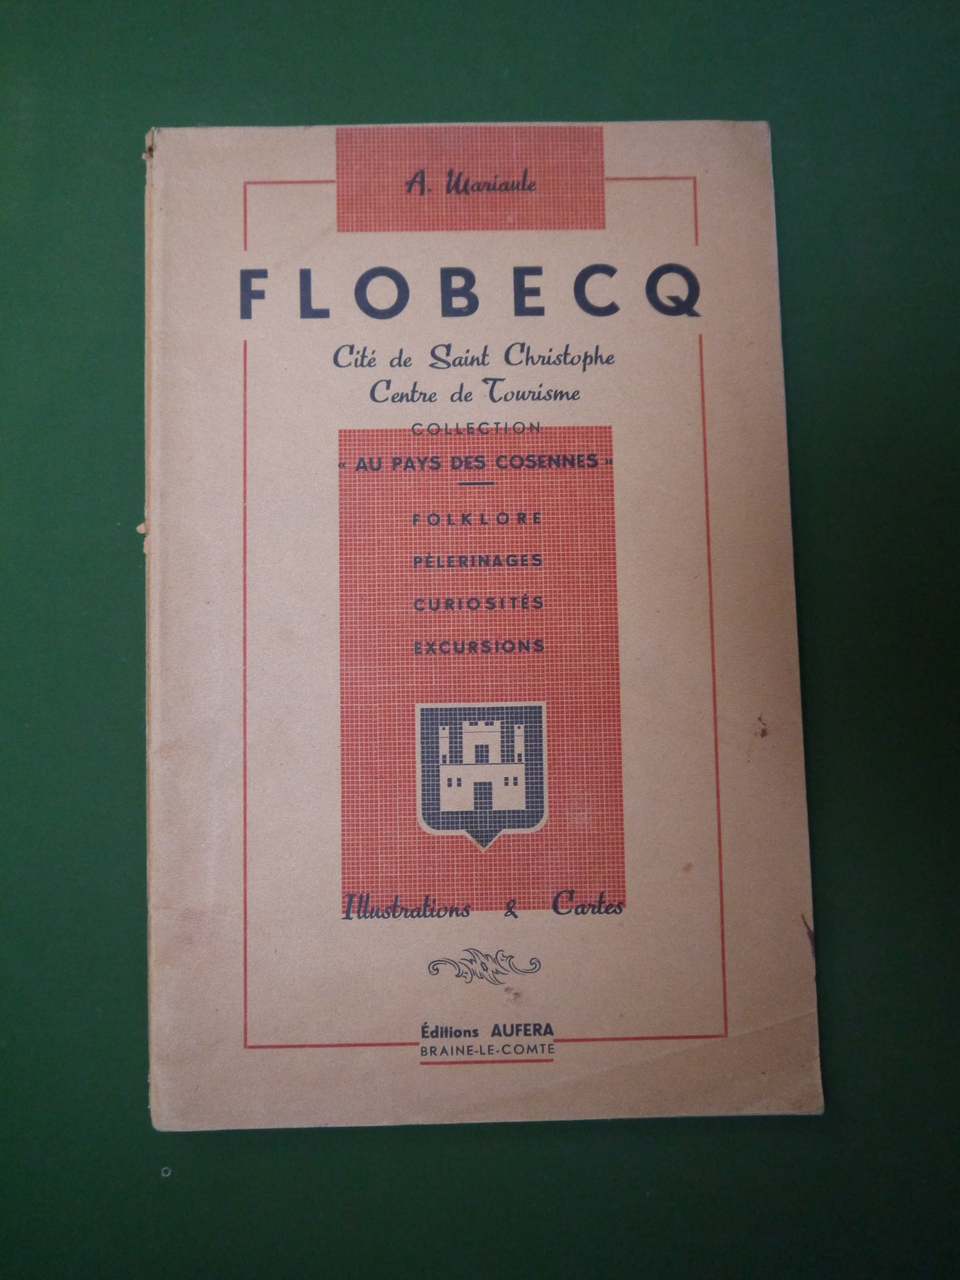 A. Mariaule
FLOBECQ
Cité de Saint Christophe
Centre de Tourisme
COLLECTION
« AU PAYS DES COSENNES »
FOLKLORE
PÈLERINAGES
CURIOSITÉS
EXCURSIONS
Illustrations & Cartes
Éditions AUFERA
BRAINE-LE-COMTE